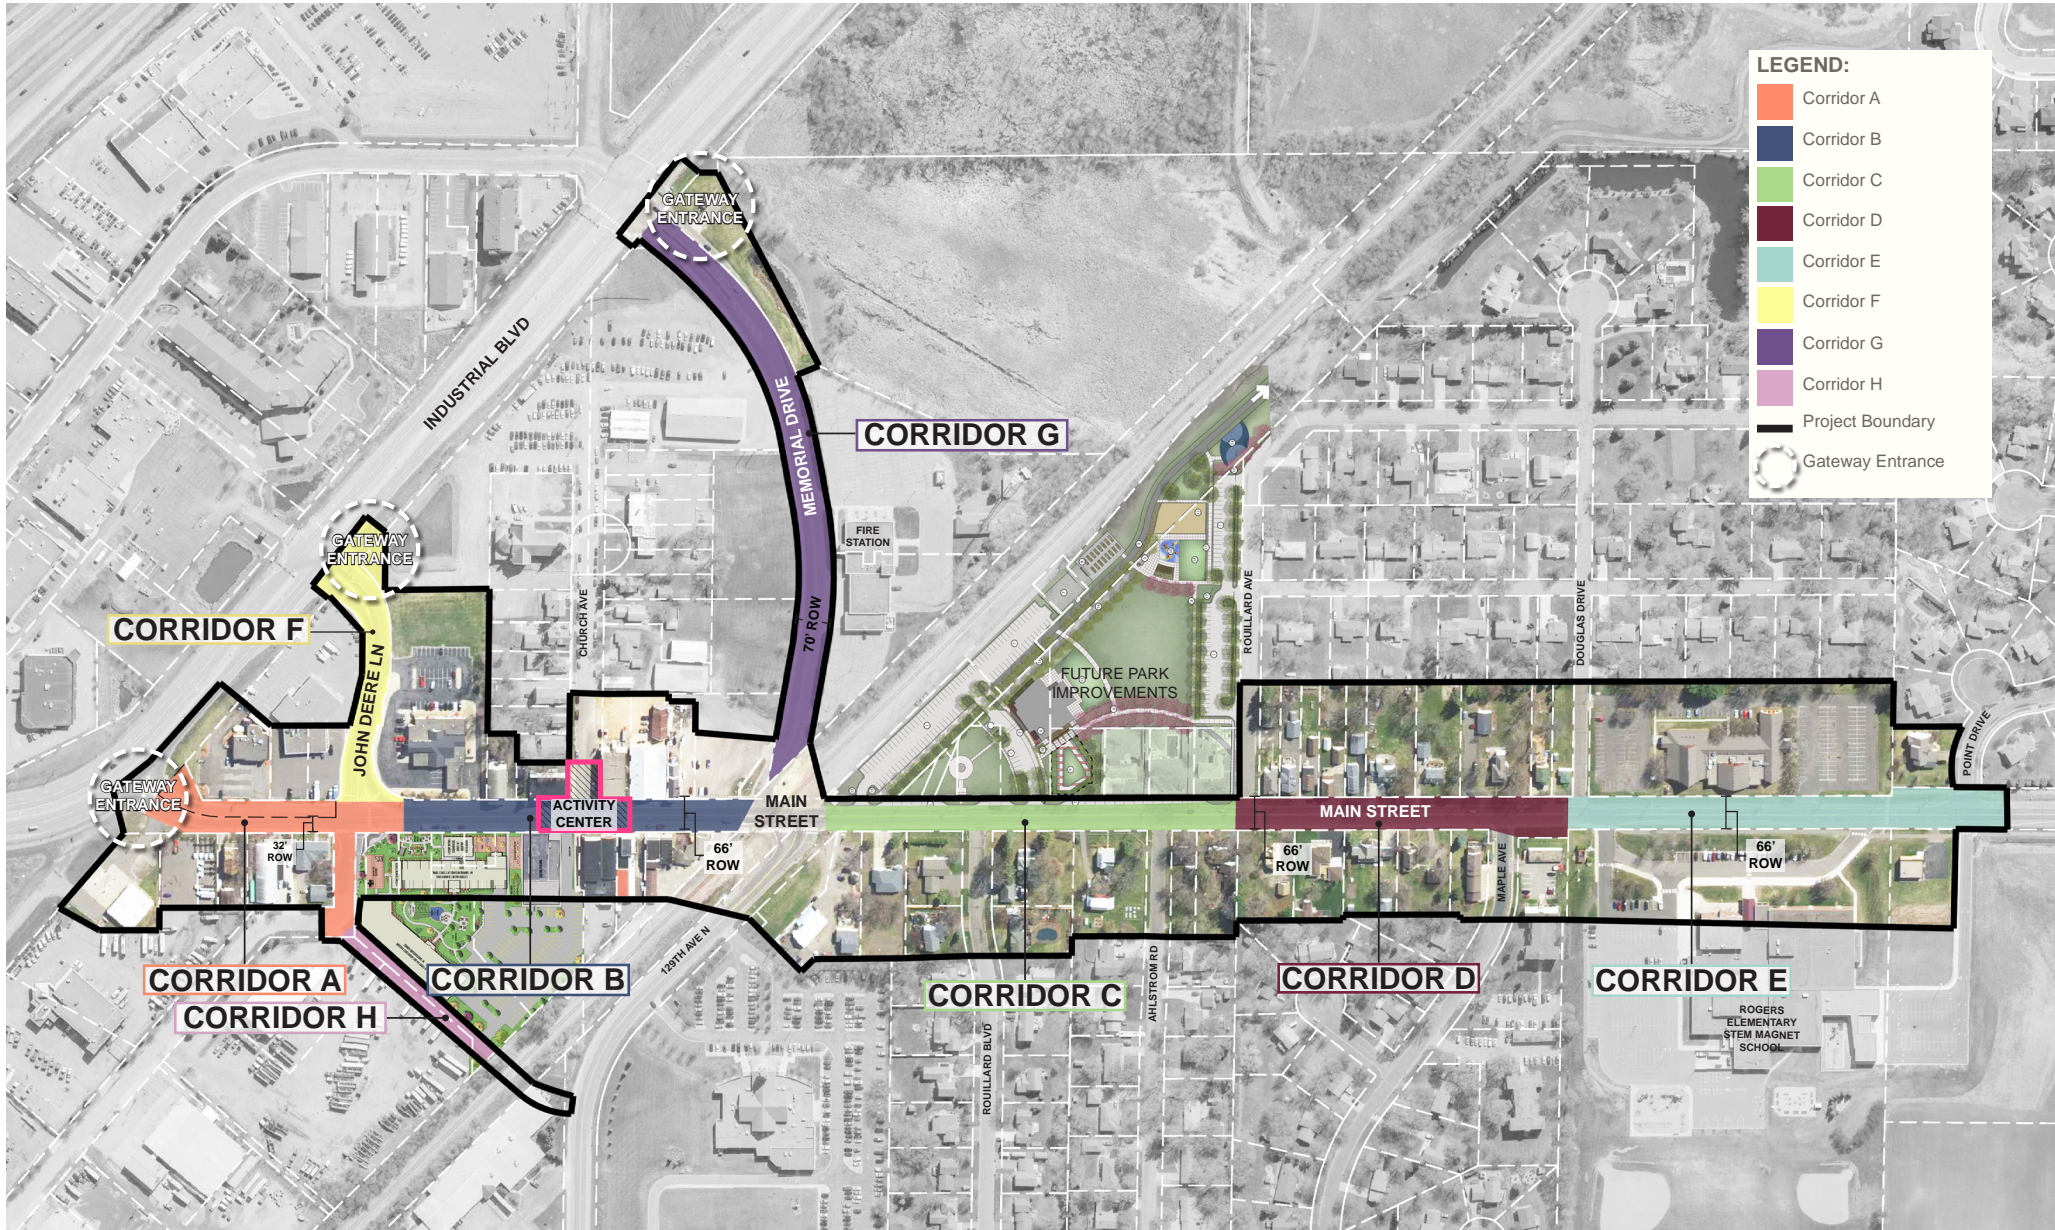 LEGEND:
Corridor A
Corridor B
Corridor C
Corridor D
Corridor E
Corridor F
Corridor G
Corridor H
Project Boundary
Gateway Entrance
GATEWAY
ENTRANCE
INDUSTRIAL BLVD
MEMORIAL DRIVE
CORRIDOR G
FIRE
STATION
GATEWAY
ENTRANCE
CHURCH AVE
70' ROW
ROUILLARD AVE
DOUGLAS DRIVE
CORRIDOR F
JOHN DEERE LN
FUTURE PARK
IMPROVEMENTS
POINT DRIVE
GATEWAY
ENTRANCE
ACTIVITY
CENTER
MAIN
STREET
MAIN STREET
32'
ROW
66'
ROW
66'
ROW
66'
ROW
MAPLE AVE
129TH AVE N
AHLSTROM RD
CORRIDOR A
CORRIDOR B
CORRIDOR C
CORRIDOR D
CORRIDOR E
CORRIDOR H
ROUILLARD BLVD
ROGERS
ELEMENTARY
STEM MAGNET
SCHOOL